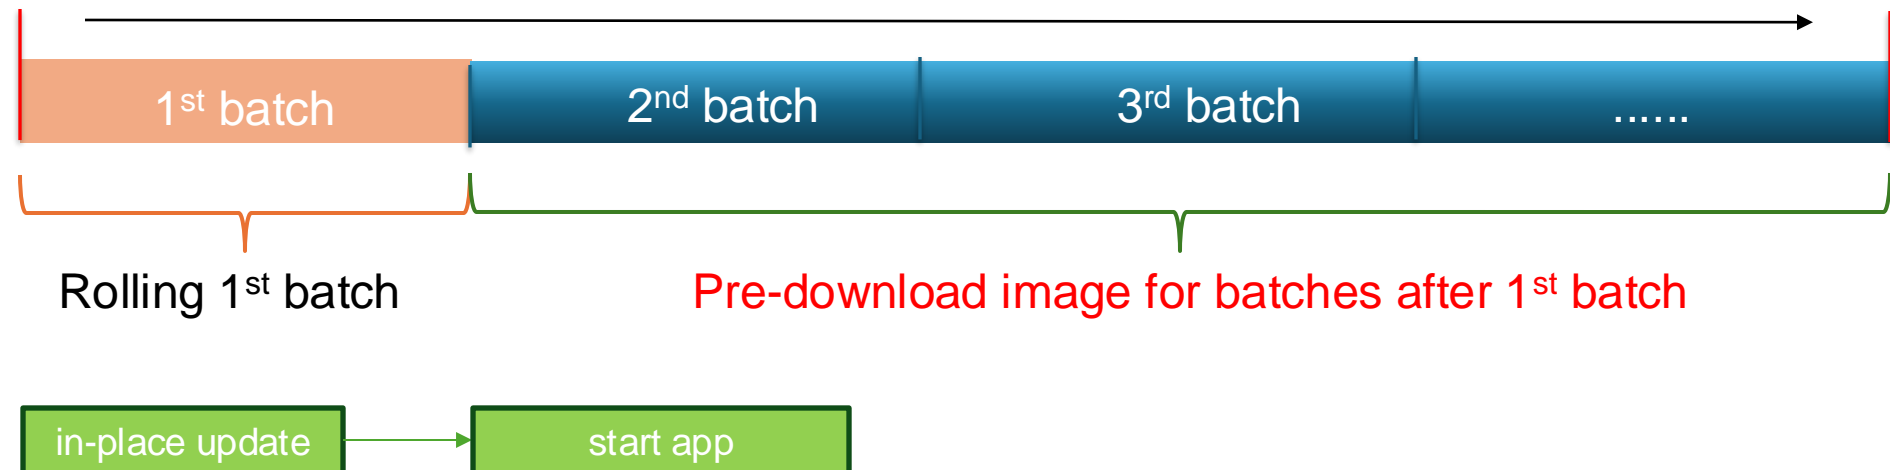 1st batch
2nd batch
3rd batch
......
Rolling 1st batch
Pre-download image for batches after 1st batch
in-place update
start app